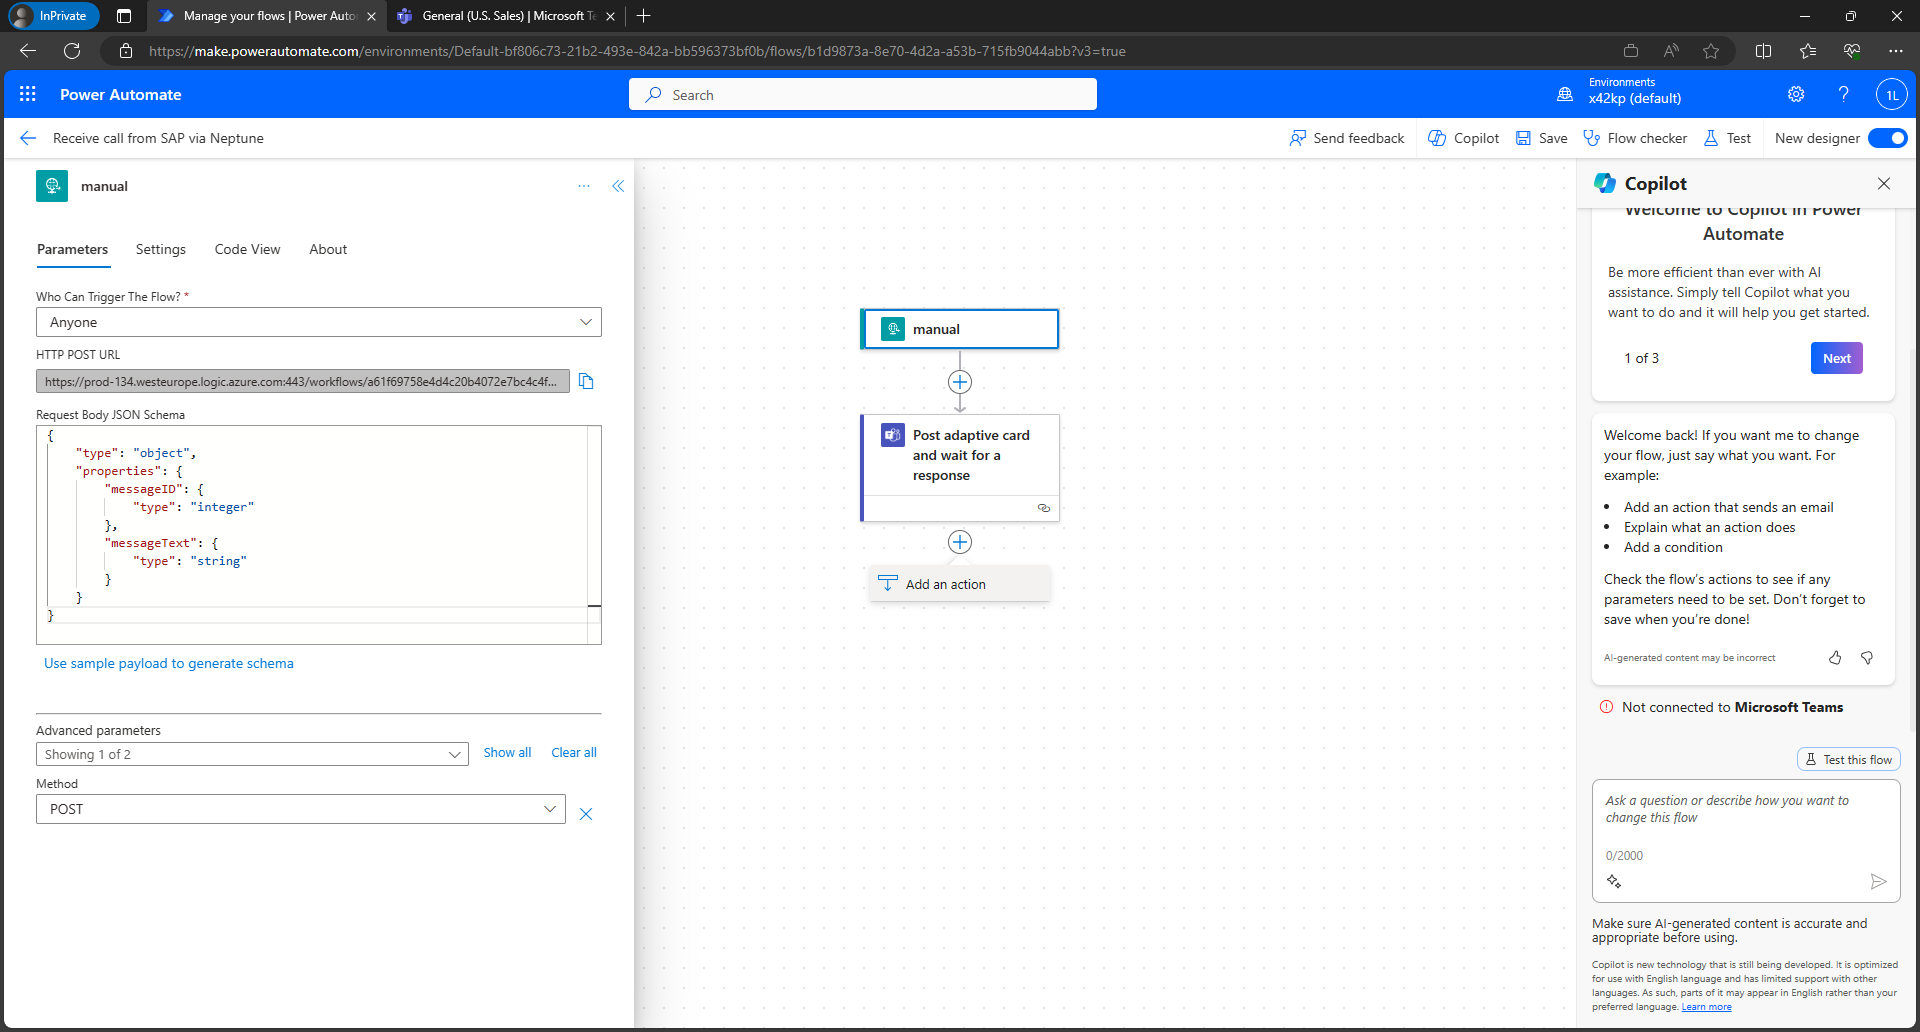 InPrivate
Manage your flows | Power Auto
General (U.S. Sales) | Microsoft Te
https://make.powerautomate.com/environments/Default-bf806c73-21b2-493e-842a-bb596373bf0b/flows/b1d9873a-8e70-4d2a-a53b-715fb9044abb?v3=true
Power Automate
Search
Environments
x42kp (default)
1L
Receive call from SAP via Neptune
Send feedback
Copilot
Save
Flow checker
Test
New designer
manual
Parameters
Settings
Code View
About
Who Can Trigger The Flow? *
Anyone
HTTP POST URL
https://prod-134.westeurope.logic.azure.com:443/workflows/a61f69758e4d4c20b4072e7bc4c4f...
Request Body JSON Schema
{
"type": "object",
"properties": {
"messageID": {
"type": "integer"
},
"messageText": {
"type": "string"
}
}
}
Use sample payload to generate schema
Advanced parameters
Showing 1 of 2
Show all
Clear all
Method
POST
manual
Post adaptive card
and wait for a
response
Add an action
Copilot
Welcome to Copilot in Power
Automate
Be more efficient than ever with AI
assistance. Simply tell Copilot what you
want to do and it will help you get started.
1 of 3
Next
Welcome back! If you want me to change
your flow, just say what you want. For
example:
• Add an action that sends an email
• Explain what an action does
• Add a condition
Check the flow's actions to see if any
parameters need to be set. Don't forget to
save when you're done!
AI-generated content may be incorrect
Not connected to Microsoft Teams
Test this flow
Ask a question or describe how you want to
change this flow
0/2000
Make sure AI-generated content is accurate and
appropriate before using.
Copilot is new technology that is still being developed. It is optimized
for use with English language and has limited support with other
languages. As such, parts of it may appear in English rather than your
preferred language. Learn more